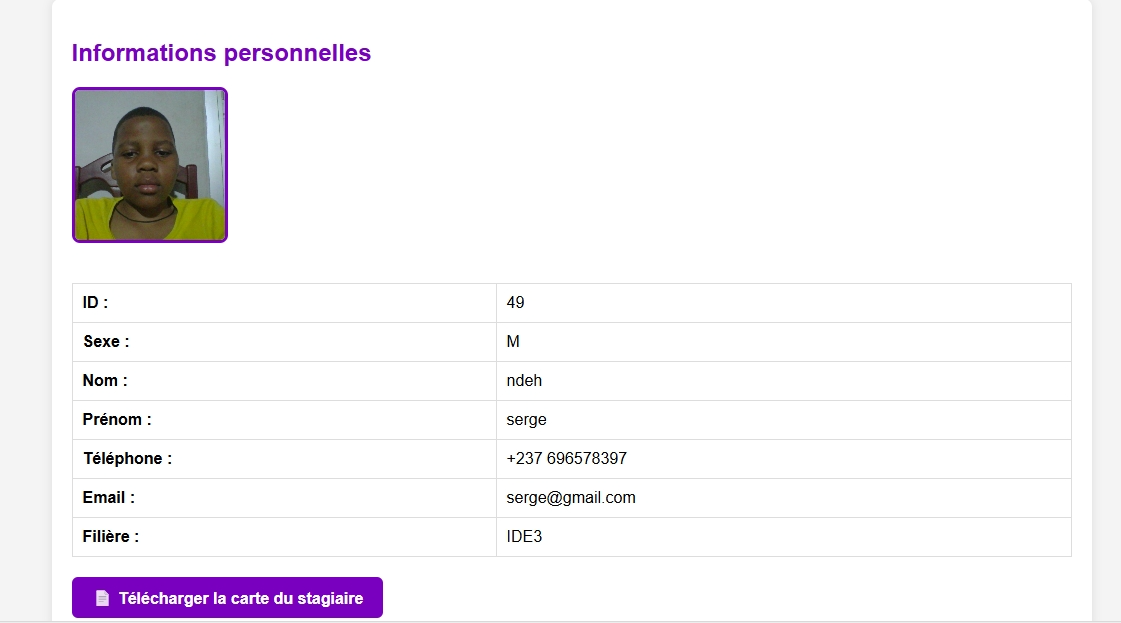 Informations personnelles
ID : 49
Sexe : M
Nom : ndeh
Prénom : serge
Téléphone : +237 696578397
Email : serge@gmail.com
Filière : IDE3
Télécharger la carte du stagiaire